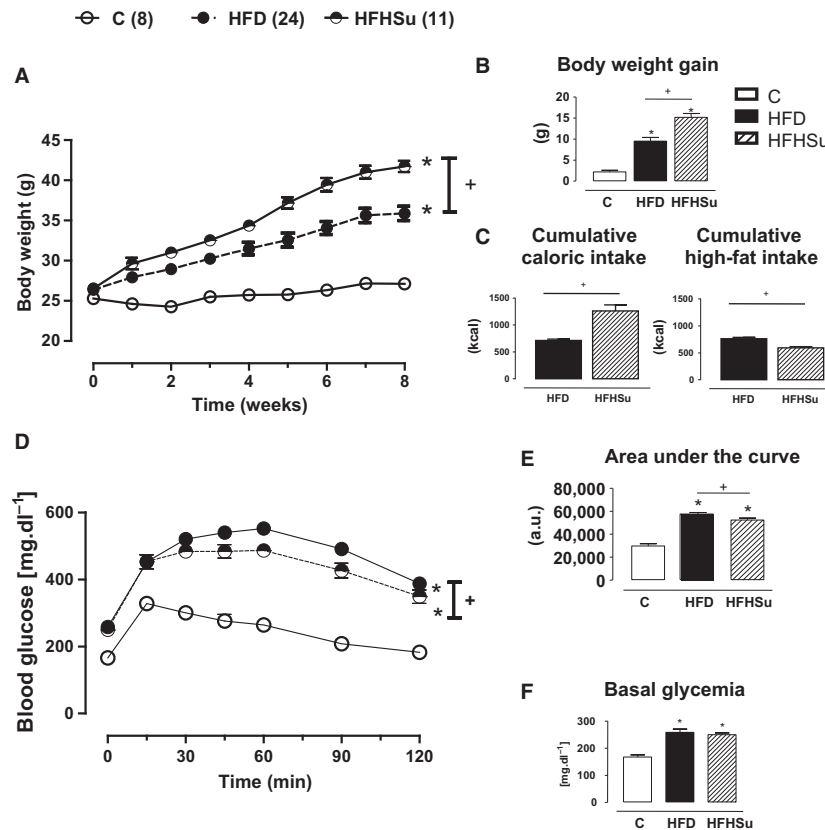 C (8) HFD (24) HFHSu (11)
A
Body weight (g)
45
40
35
30
25
20
* 
* 
+
0 2 4 6 8
Time (weeks)
B Body weight gain
(g)
20
15
10
5
0
+
* *
C HFD HFHSu
C
HFD
HFHSu
C Cumulative caloric intake
(kcal)
1500
1000
500
0
+
HFD HFHSu
Cumulative high-fat intake
(kcal)
1500
1000
500
0
+
HFD HFHSu
D
Blood glucose [mg.dl⁻¹]
600
400
200
0
*
*
+
0 30 60 90 120
Time (min)
E Area under the curve
(a.u.)
80,000
60,000
40,000
20,000
0
+
* *
C HFD HFHSu
F Basal glycemia
[mg.dl⁻¹]
300
200
100
0
* *
C HFD HFHSu